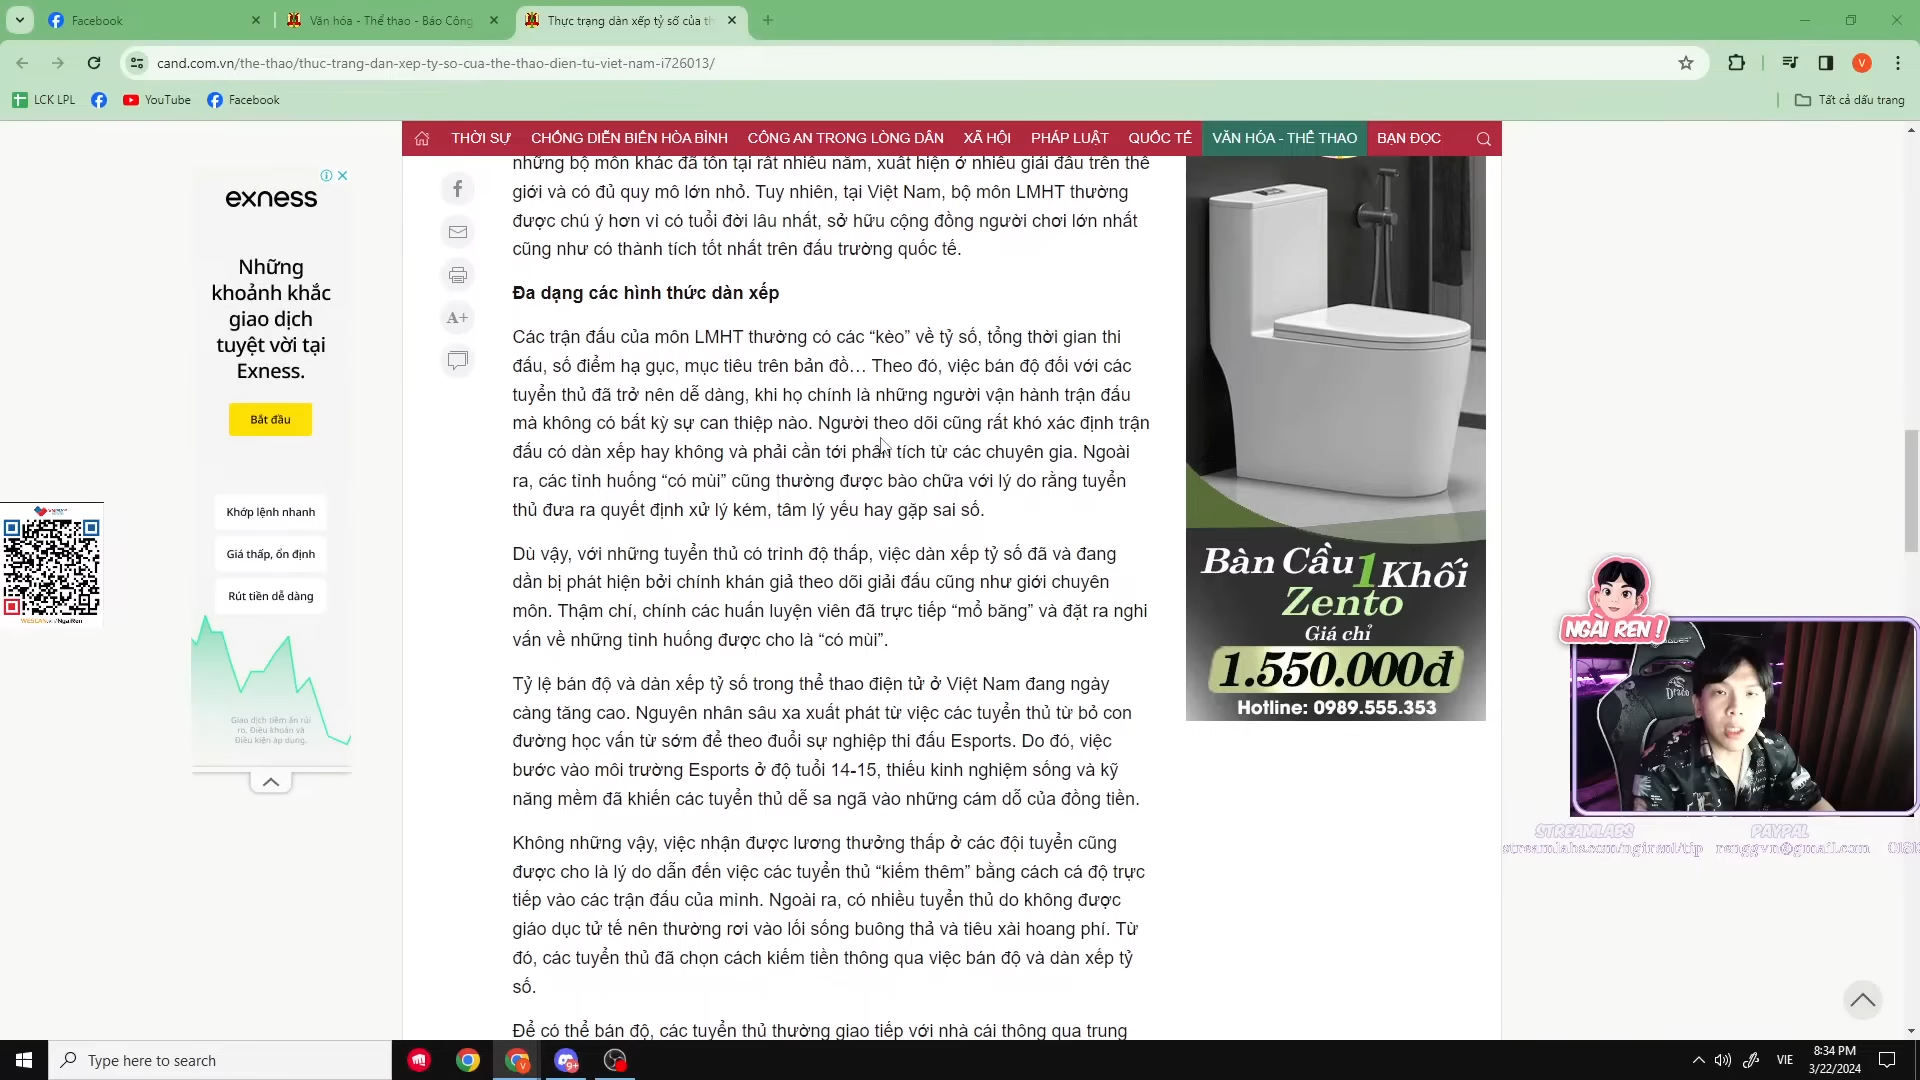 Facebook
Văn hóa - Thể thao - Báo Công
Thực trạng dàn xếp tỷ số của th
cand.com.vn/the-thao/thuc-trang-dan-xep-ty-so-cua-the-thao-dien-tu-viet-nam-i726013/
V
LCK LPL
YouTube
Facebook
Tất cả dấu trang
THỜI SỰ
CHỐNG DIỄN BIẾN HÒA BÌNH
CÔNG AN TRONG LÒNG DÂN
XÃ HỘI
PHÁP LUẬT
QUỐC TẾ
VĂN HÓA - THỂ THAO
BẠN ĐỌC
những bộ môn khác đã tồn tại rất nhiều năm, xuất hiện ở nhiều giải đấu trên thế
giới và có đủ quy mô lớn nhỏ. Tuy nhiên, tại Việt Nam, bộ môn LMHT thường
được chú ý hơn vì có tuổi đời lâu nhất, sở hữu cộng đồng người chơi lớn nhất
cũng như có thành tích tốt nhất trên đấu trường quốc tế.
Đa dạng các hình thức dàn xếp
Các trận đấu của môn LMHT thường có các “kèo” về tỷ số, tổng thời gian thi
đấu, số điểm hạ gục, mục tiêu trên bản đồ… Theo đó, việc bán độ đối với các
tuyển thủ đã trở nên dễ dàng, khi họ chính là những người vận hành trận đấu
mà không có bất kỳ sự can thiệp nào. Người theo dõi cũng rất khó xác định trận
đấu có dàn xếp hay không và phải cần tới phân tích từ các chuyên gia. Ngoài
ra, các tình huống “có mùi” cũng thường được bào chữa với lý do rằng tuyển
thủ đưa ra quyết định xử lý kém, tâm lý yếu hay gặp sai số.
Dù vậy, với những tuyển thủ có trình độ thấp, việc dàn xếp tỷ số đã và đang
dần bị phát hiện bởi chính khán giả theo dõi giải đấu cũng như giới chuyên
môn. Thậm chí, chính các huấn luyện viên đã trực tiếp “mổ băng” và đặt ra nghi
vấn về những tình huống được cho là “có mùi”.
Tỷ lệ bán độ và dàn xếp tỷ số trong thể thao điện tử ở Việt Nam đang ngày
càng tăng cao. Nguyên nhân sâu xa xuất phát từ việc các tuyển thủ từ bỏ con
đường học vấn từ sớm để theo đuổi sự nghiệp thi đấu Esports. Do đó, việc
bước vào môi trường Esports ở độ tuổi 14-15, thiếu kinh nghiệm sống và kỹ
năng mềm đã khiến các tuyển thủ dễ sa ngã vào những cám dỗ của đồng tiền.
Không những vậy, việc nhận được lương thưởng thấp ở các đội tuyển cũng
được cho là lý do dẫn đến việc các tuyển thủ “kiếm thêm” bằng cách cá độ trực
tiếp vào các trận đấu của mình. Ngoài ra, có nhiều tuyển thủ do không được
giáo dục tử tế nên thường rơi vào lối sống buông thả và tiêu xài hoang phí. Từ
đó, các tuyển thủ đã chọn cách kiếm tiền thông qua việc bán độ và dàn xếp tỷ
số.
Để có thể bán độ, các tuyển thủ thường giao tiếp với nhà cái thông qua trung
A+
exness
Những
khoảnh khắc
giao dịch
tuyệt vời tại
Exness.
Bắt đầu
Khớp lệnh nhanh
Giá thấp, ổn định
Rút tiền dễ dàng
Giao dịch tiềm ẩn rủi
ro. Điều khoản và
Điều kiện áp dụng.
Bàn Cầu 1 Khối
Zento
Giá chỉ
1.550.000đ
Hotline: 0989.555.353
NGÀI REN !
STREAMLABS
PAYPAL
streamlabs.com/ngiren1/tip
renggvn@gmail.com
Type here to search
9+
VIE
8:34 PM
3/22/2024